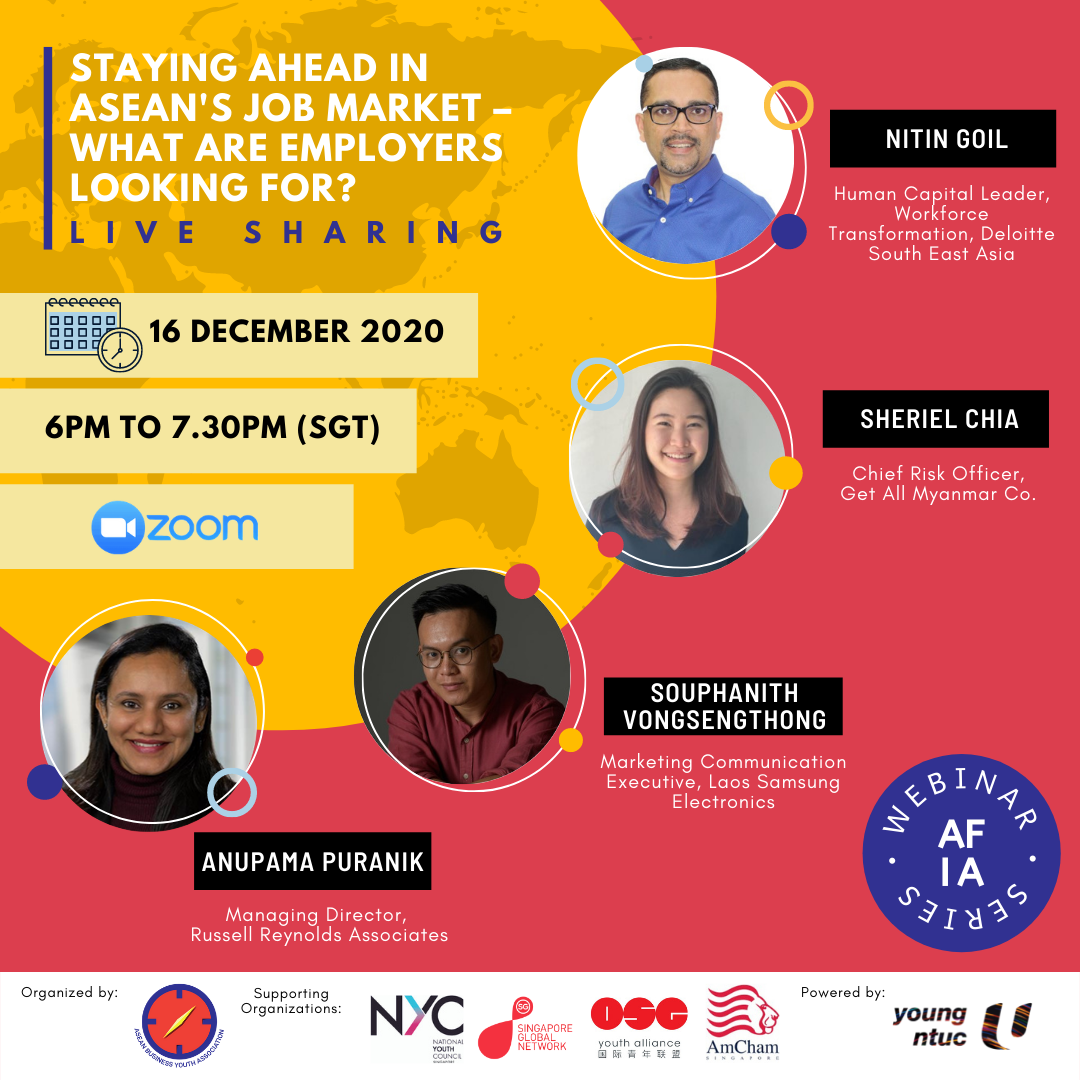 STAYING AHEAD IN
ASEAN'S JOB MARKET –
WHAT ARE EMPLOYERS
LOOKING FOR?
LIVE SHARING
16 DECEMBER 2020
6PM TO 7.30PM (SGT)
zoom
NITIN GOIL
Human Capital Leader,
Workforce
Transformation, Deloitte
South East Asia
SHERIEL CHIA
Chief Risk Officer,
Get All Myanmar Co.
SOUPHANITH
VONGSENGTHONG
Marketing Communication
Executive, Laos Samsung
Electronics
ANUPAMA PURANIK
Managing Director,
Russell Reynolds Associates
WEBINAR
AF
IA
SERIES
Organized by:
ASEAN BUSINESS YOUTH ASSOCIATION
Supporting
Organizations:
NYC
NATIONAL
YOUTH
COUNCIL
SINGAPORE
SG
SINGAPORE
GLOBAL
NETWORK
OSG
youth alliance
国际青年联盟
AmCham
SINGAPORE
Powered by:
young
ntuc
U